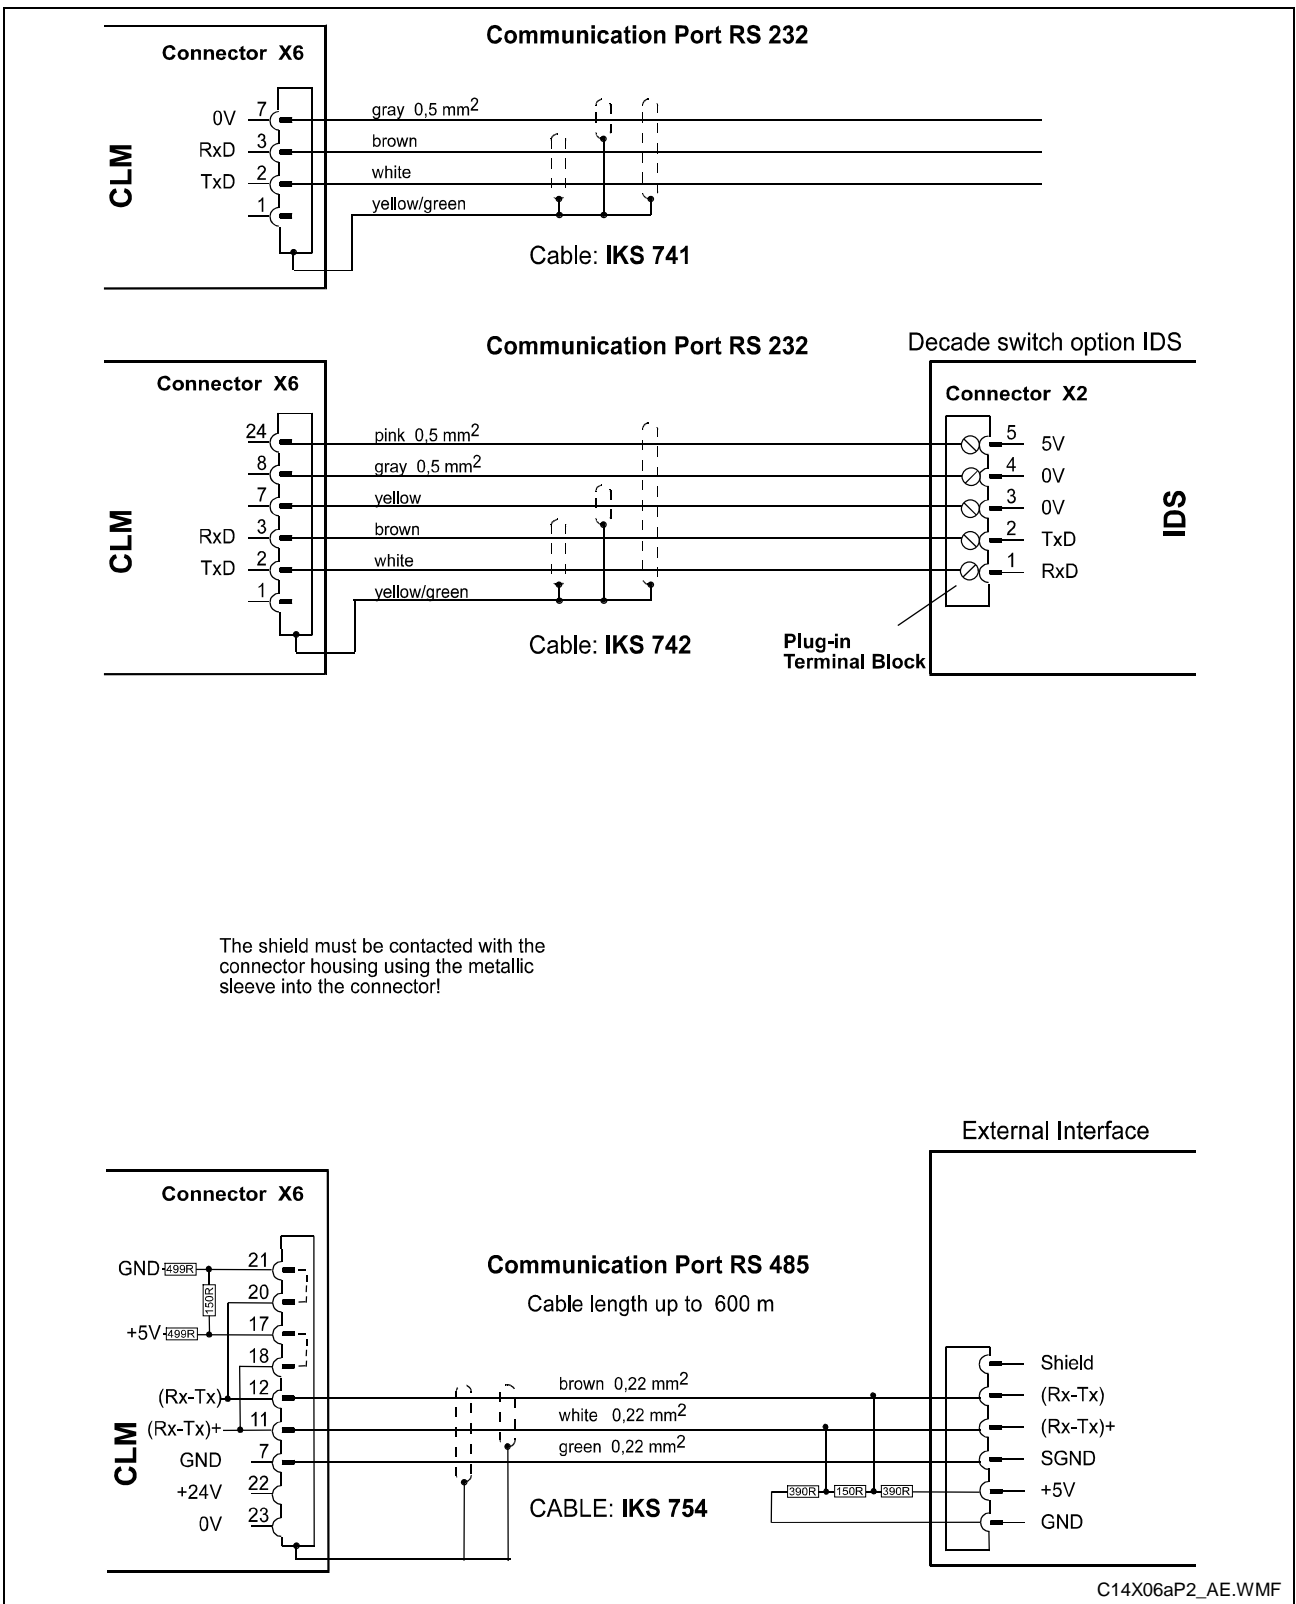 Communication Port RS 232
Connector X6
CLM
0V 7 gray 0,5 mm2
RxD 3 brown
TxD 2 white
1 yellow/green
Cable: IKS 741
Communication Port RS 232
Decade switch option IDS
Connector X6
Connector X2
CLM
IDS
24 pink 0,5 mm2 5 5V
8 gray 0,5 mm2 4 0V
7 yellow 3 0V
RxD 3 brown 2 TxD
TxD 2 white 1 RxD
1 yellow/green
Cable: IKS 742
Plug-in
Terminal Block
The shield must be contacted with the
connector housing using the metallic
sleeve into the connector!
External Interface
Connector X6
Communication Port RS 485
Cable length up to 600 m
CLM
GND 499R 21
150R
20
+5V 499R 17
18
Shield
(Rx-Tx) 12 brown 0,22 mm2 (Rx-Tx)
(Rx-Tx)+ 11 white 0,22 mm2 (Rx-Tx)+
GND 7 green 0,22 mm2 SGND
+24V 22 390R 150R 390R +5V
0V 23 GND
CABLE: IKS 754
C14X06aP2_AE.WMF